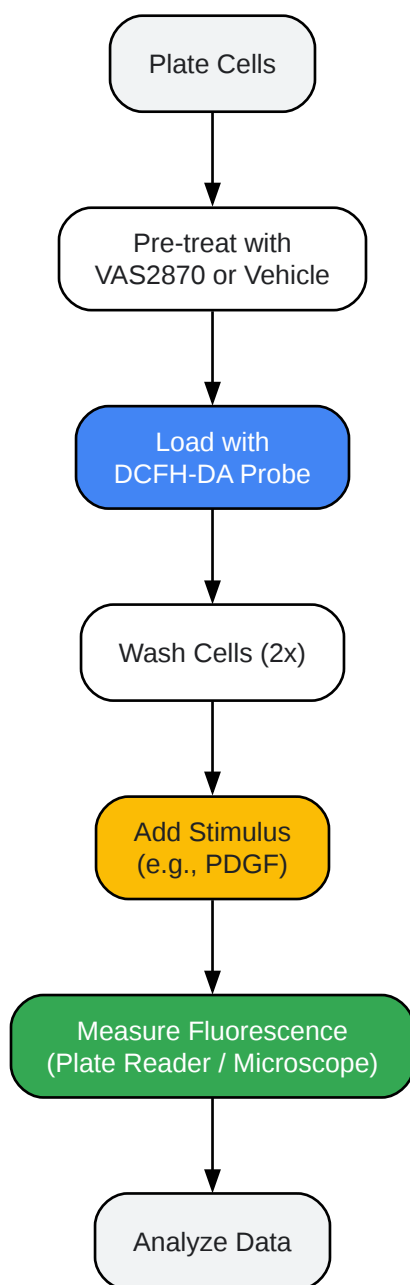 Plate Cells
Pre-treat with
VAS2870 or Vehicle
Load with
DCFH-DA Probe
Wash Cells (2x)
Add Stimulus
(e.g., PDGF)
Measure Fluorescence
(Plate Reader / Microscope)
Analyze Data